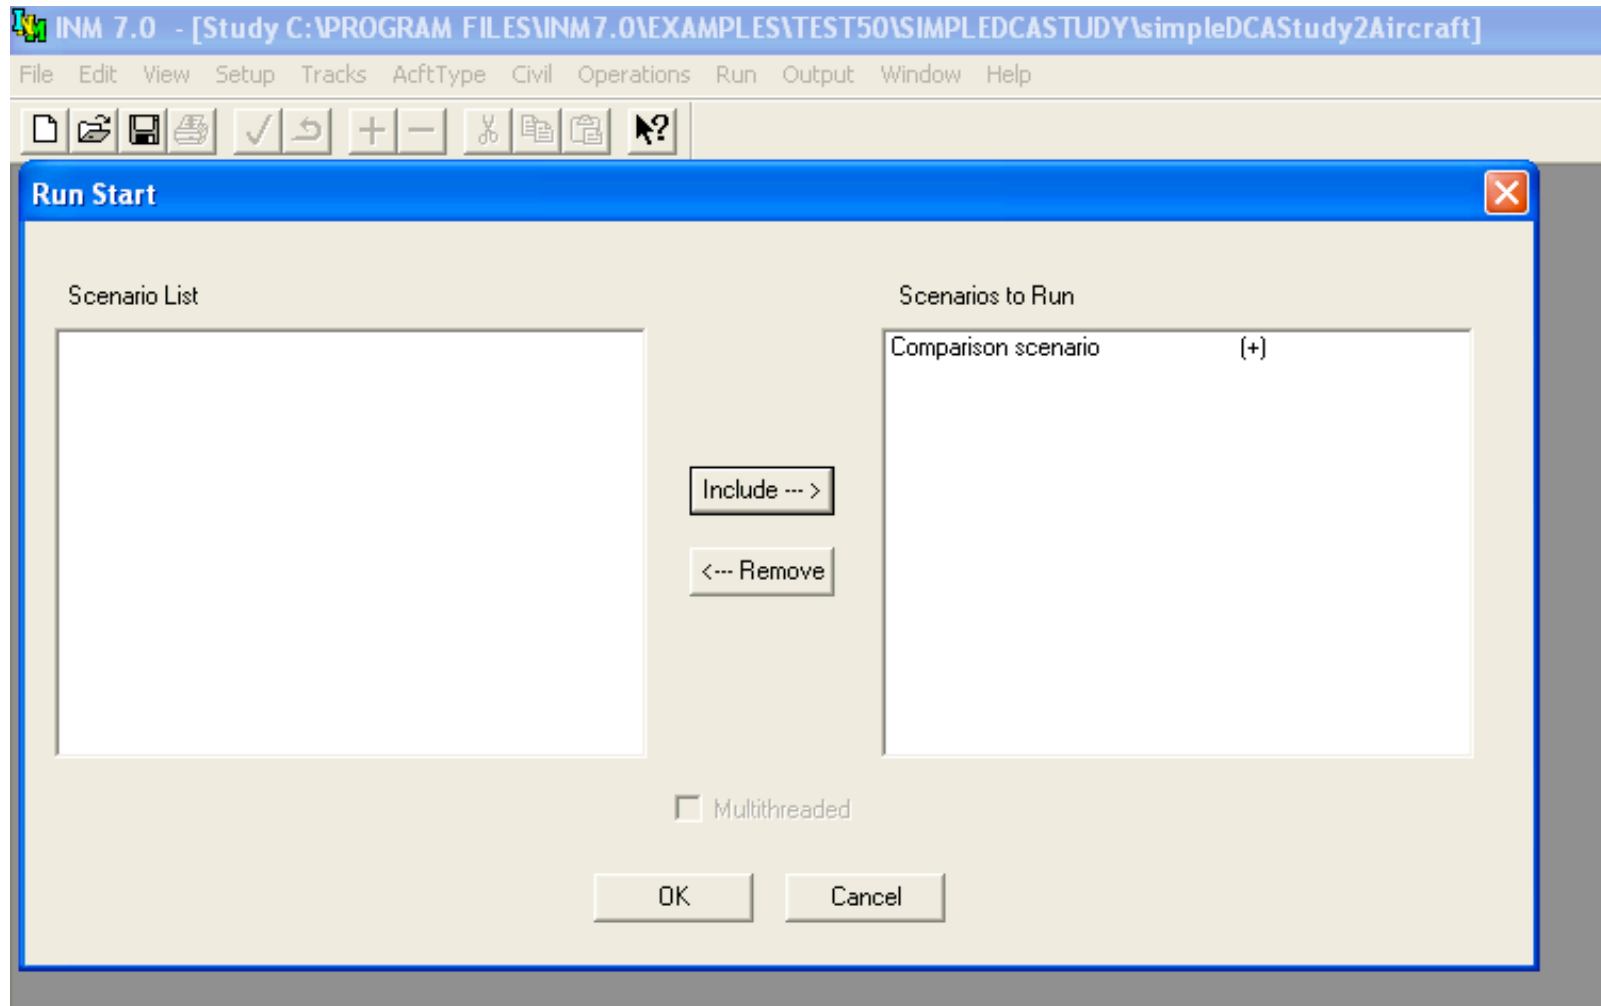 INM 7.0 - [Study C:\PROGRAM FILES\INM7.0\EXAMPLES\TEST50\SIMPLEDCASTUDY\simpleDCAStudy2Aircraft]
File Edit View Setup Tracks AcftType Civil Operations Run Output Window Help
Run Start
Scenario List Scenarios to Run
Comparison scenario (+)
Include --- >
<--- Remove
Multithreaded
OK Cancel